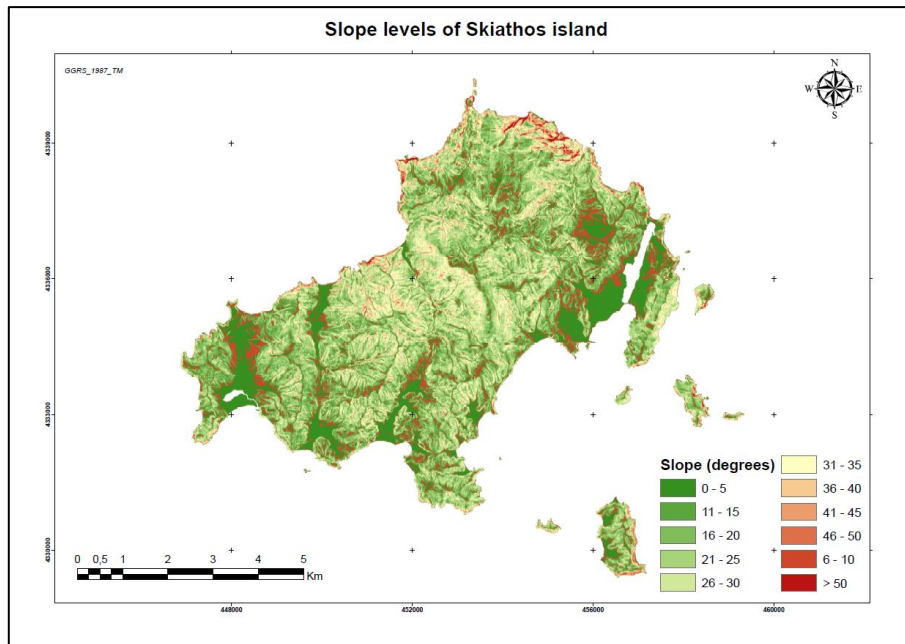 Slope levels of Skiathos island
GGRS_1987_TM
N
W E
S
4339000
4336000
4333000
4330000
Slope (degrees)
0 - 5
11 - 15
16 - 20
21 - 25
26 - 30
31 - 35
36 - 40
41 - 45
46 - 50
6 - 10
> 50
0 0,5 1 2 3 4 5
Km
448000 452000 456000 460000